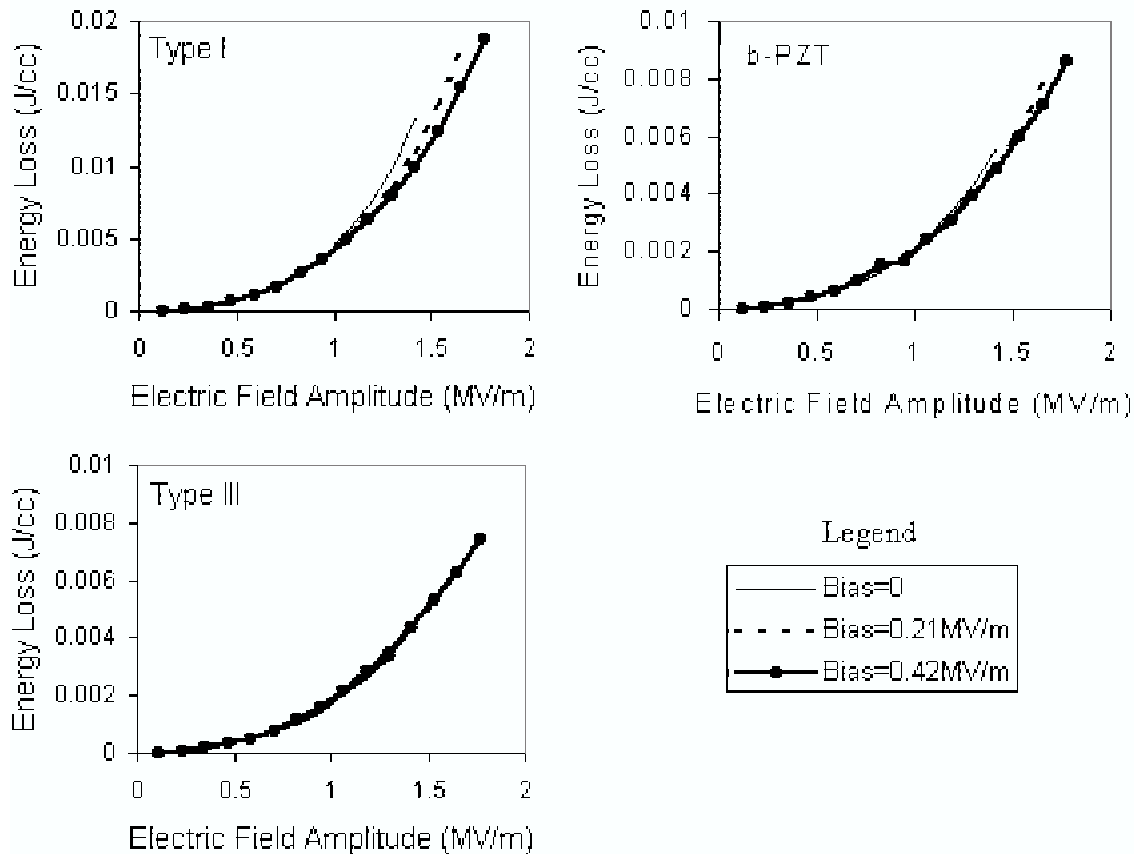 Type I
Energy Loss (J/cc)
0.02
0.015
0.01
0.005
0
0
0.5
1
1.5
2
Electric Field Amplitude (MV/m)
b-PZT
Energy Loss (J/cc)
0.01
0.008
0.006
0.004
0.002
0
0
0.5
1
1.5
2
Electric Field Amplitude (MV/m)
Type III
Energy Loss (J/cc)
0.01
0.008
0.006
0.004
0.002
0
0
0.5
1
1.5
2
Electric Field Amplitude (MV/m)
Legend
Bias=0
Bias=0.21MV/m
Bias=0.42MV/m